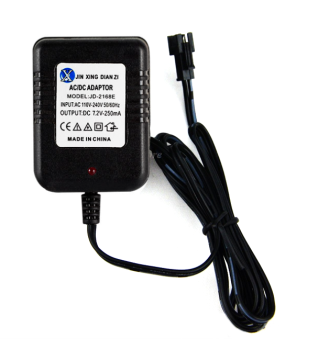 JIN XING DIAN ZI
AC/DC ADAPTOR
MODEL:JD-2168E
INPUT:AC 110V-240V 50/60Hz
OUTPUT:DC 7.2V-250mA
MADE IN CHINA